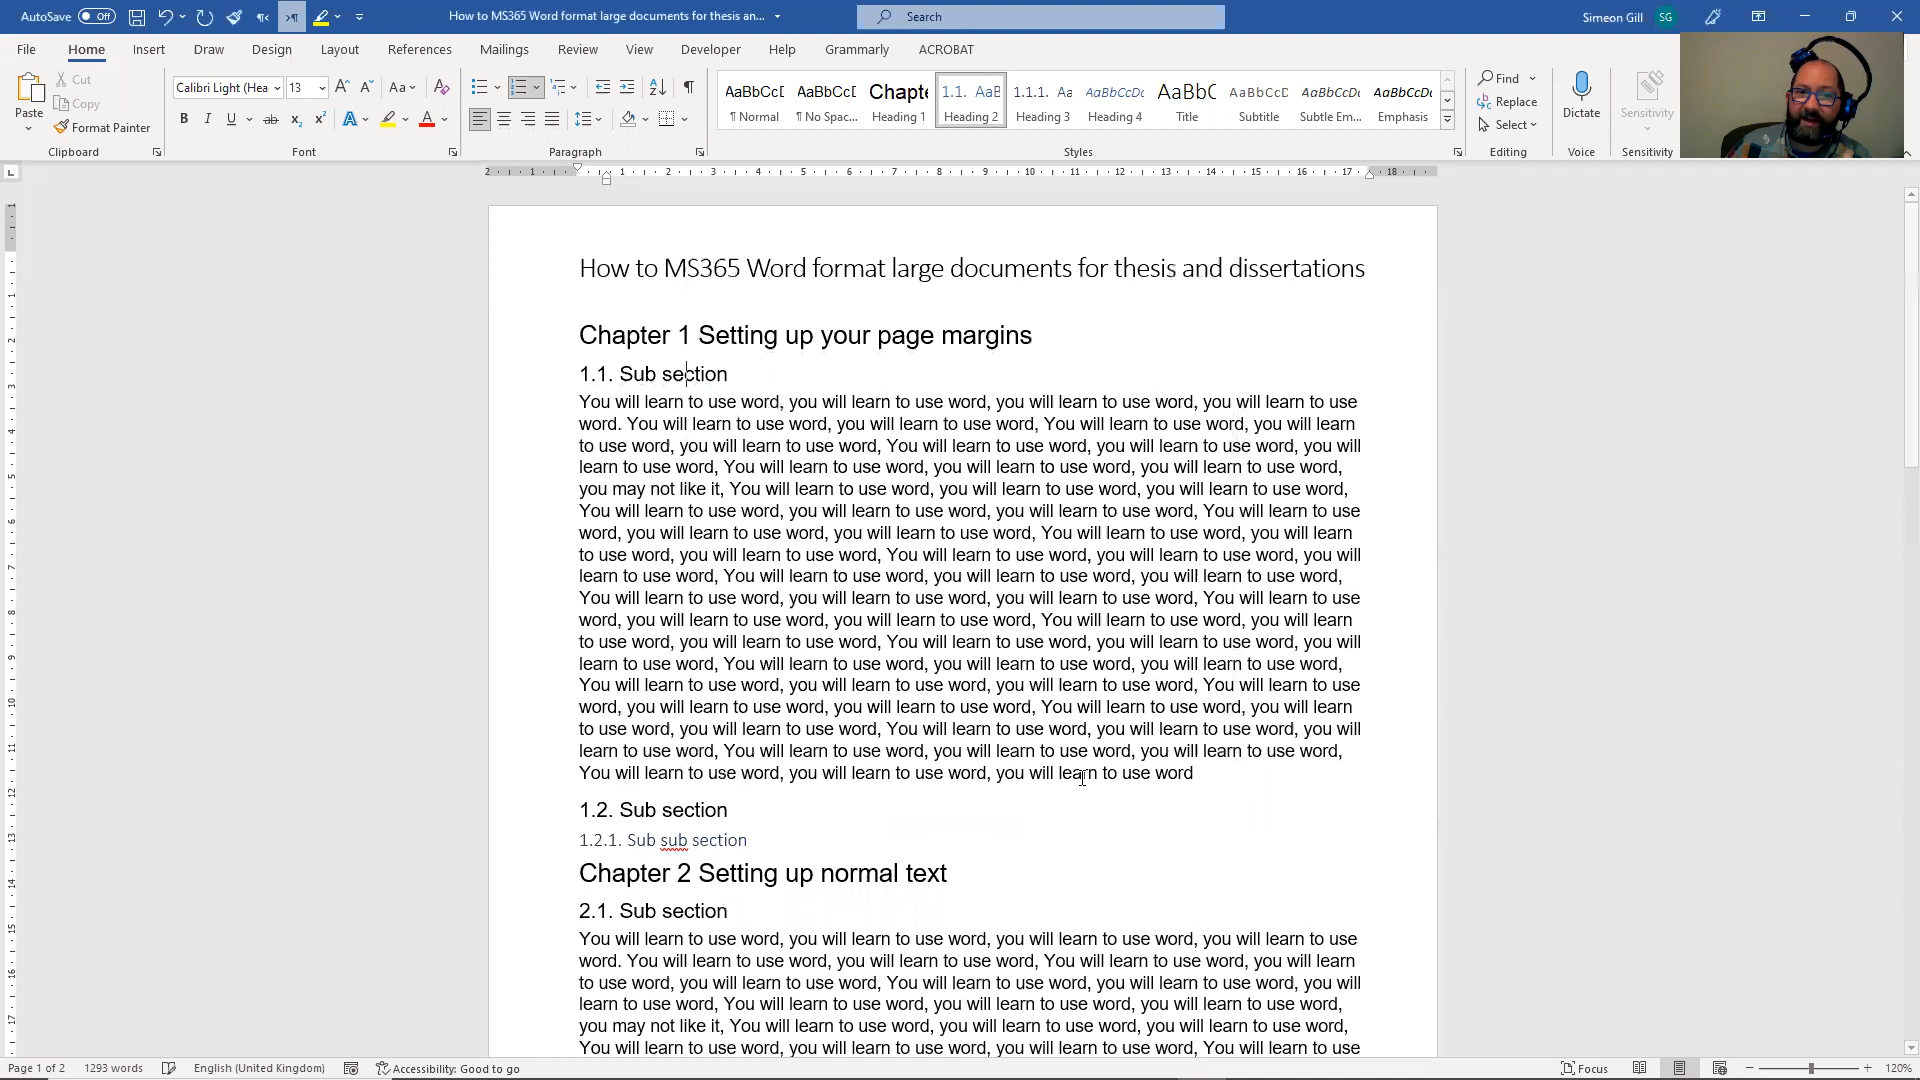 AutoSave Off How to MS365 Word format large documents for thesis an... Search Simeon Gill SG
File Home Insert Draw Design Layout References Mailings Review View Developer Help Grammarly ACROBAT
Paste Cut Copy Format Painter
Clipboard
Calibri Light (Hea 13
Font
Paragraph
AaBbCcD AaBbCcD Chapte 1.1. AaB 1.1.1. Aa AaBbCcDc AaBbC AaBbCcD AaBbCcDc AaBbCcDc
¶ Normal ¶ No Spac... Heading 1 Heading 2 Heading 3 Heading 4 Title Subtitle Subtle Em... Emphasis
Styles
Find
Replace
Select
Editing
Dictate
Voice
Sensitivity
Sensitivity
2 1 1 2 3 4 5 6 7 8 9 10 11 12 13 14 15 16 17 18
How to MS365 Word format large documents for thesis and dissertations
Chapter 1 Setting up your page margins
1.1. Sub section
You will learn to use word, you will learn to use word, you will learn to use word, you will learn to use
word. You will learn to use word, you will learn to use word, You will learn to use word, you will learn
to use word, you will learn to use word, You will learn to use word, you will learn to use word, you will
learn to use word, You will learn to use word, you will learn to use word, you will learn to use word,
you may not like it, You will learn to use word, you will learn to use word, you will learn to use word,
You will learn to use word, you will learn to use word, you will learn to use word, You will learn to use
word, you will learn to use word, you will learn to use word, You will learn to use word, you will learn
to use word, you will learn to use word, You will learn to use word, you will learn to use word, you will
learn to use word, You will learn to use word, you will learn to use word, you will learn to use word,
You will learn to use word, you will learn to use word, you will learn to use word, You will learn to use
word, you will learn to use word, you will learn to use word, You will learn to use word, you will learn
to use word, you will learn to use word, You will learn to use word, you will learn to use word, you will
learn to use word, You will learn to use word, you will learn to use word, you will learn to use word,
You will learn to use word, you will learn to use word, you will learn to use word, You will learn to use
word, you will learn to use word, you will learn to use word, You will learn to use word, you will learn
to use word, you will learn to use word, You will learn to use word, you will learn to use word, you will
learn to use word, You will learn to use word, you will learn to use word, you will learn to use word,
You will learn to use word, you will learn to use word, you will learn to use word
1.2. Sub section
1.2.1. Sub sub section
Chapter 2 Setting up normal text
2.1. Sub section
You will learn to use word, you will learn to use word, you will learn to use word, you will learn to use
word. You will learn to use word, you will learn to use word, You will learn to use word, you will learn
to use word, you will learn to use word, You will learn to use word, you will learn to use word, you will
learn to use word, You will learn to use word, you will learn to use word, you will learn to use word,
you may not like it, You will learn to use word, you will learn to use word, you will learn to use word,
You will learn to use word, you will learn to use word, you will learn to use word, You will learn to use
Page 1 of 2 1293 words English (United Kingdom) Accessibility: Good to go Focus 120%